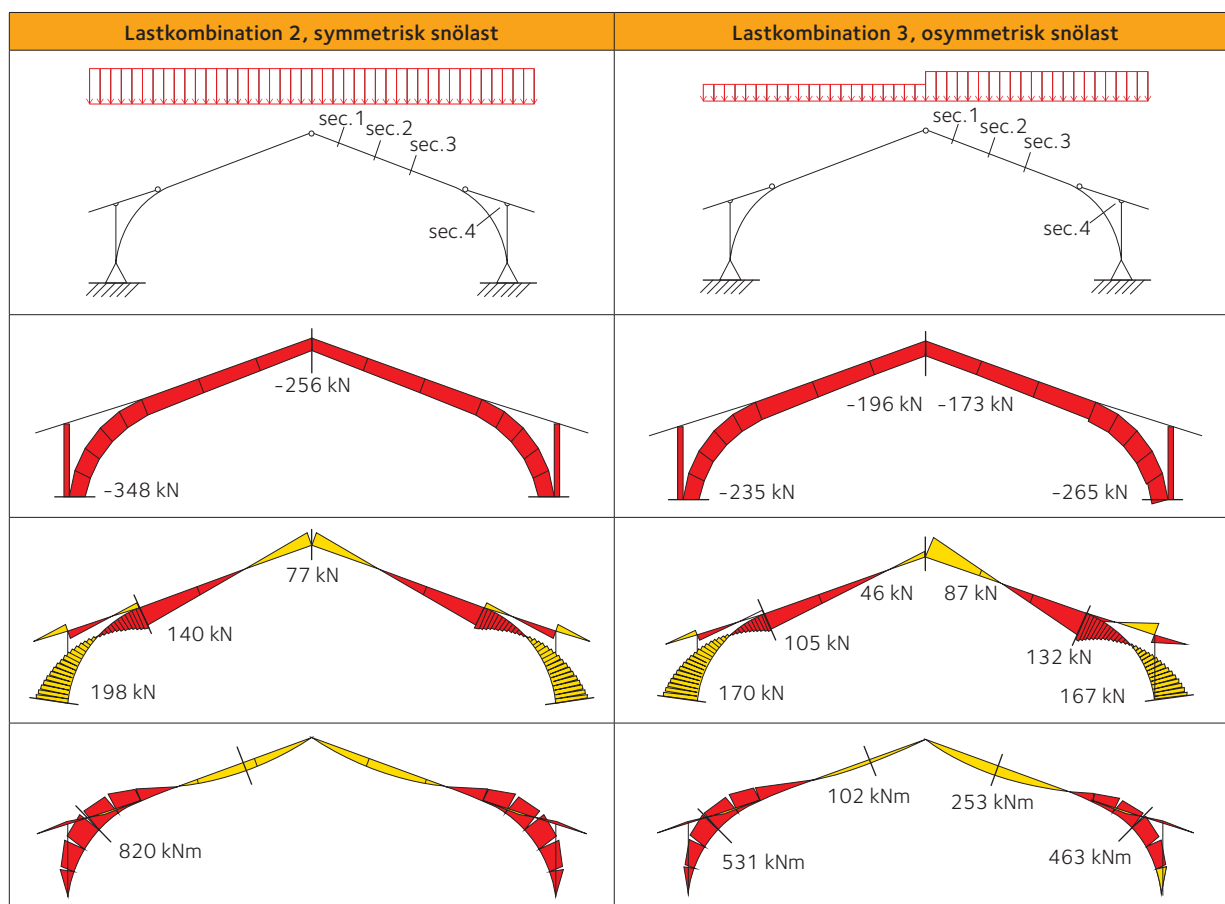 Lastkombination 2, symmetrisk snölast
Lastkombination 3, osymmetrisk snölast
sec.1
sec.2
sec.3
sec.4
sec.1
sec.2
sec.3
sec.4
-256 kN
-348 kN
-196 kN
-173 kN
-235 kN
-265 kN
77 kN
140 kN
198 kN
46 kN
87 kN
105 kN
132 kN
170 kN
167 kN
820 kNm
102 kNm
253 kNm
531 kNm
463 kNm